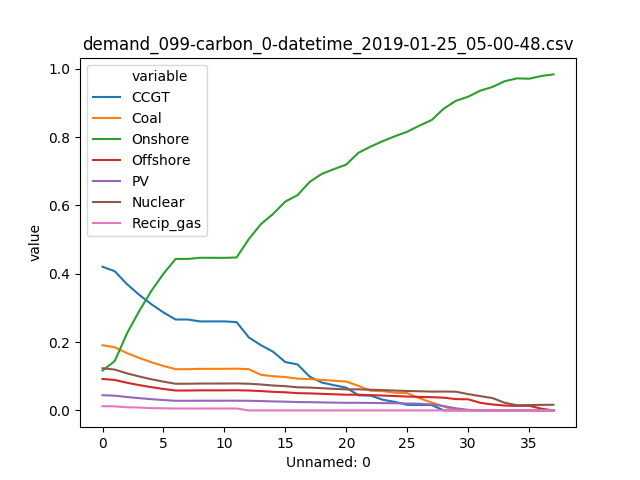 demand_099-carbon_0-datetime_2019-01-25_05-00-48.csv
variable
CCGT
Coal
Onshore
Offshore
PV
Nuclear
Recip_gas
value
1.0
0.8
0.6
0.4
0.2
0.0
0 5 10 15 20 25 30 35
Unnamed: 0